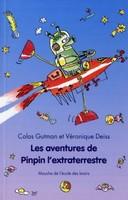 Colas Gutman et Véronique Deiss
Les aventures de
Pinpin l'extraterrestre
Mouche de l'école des loisirs